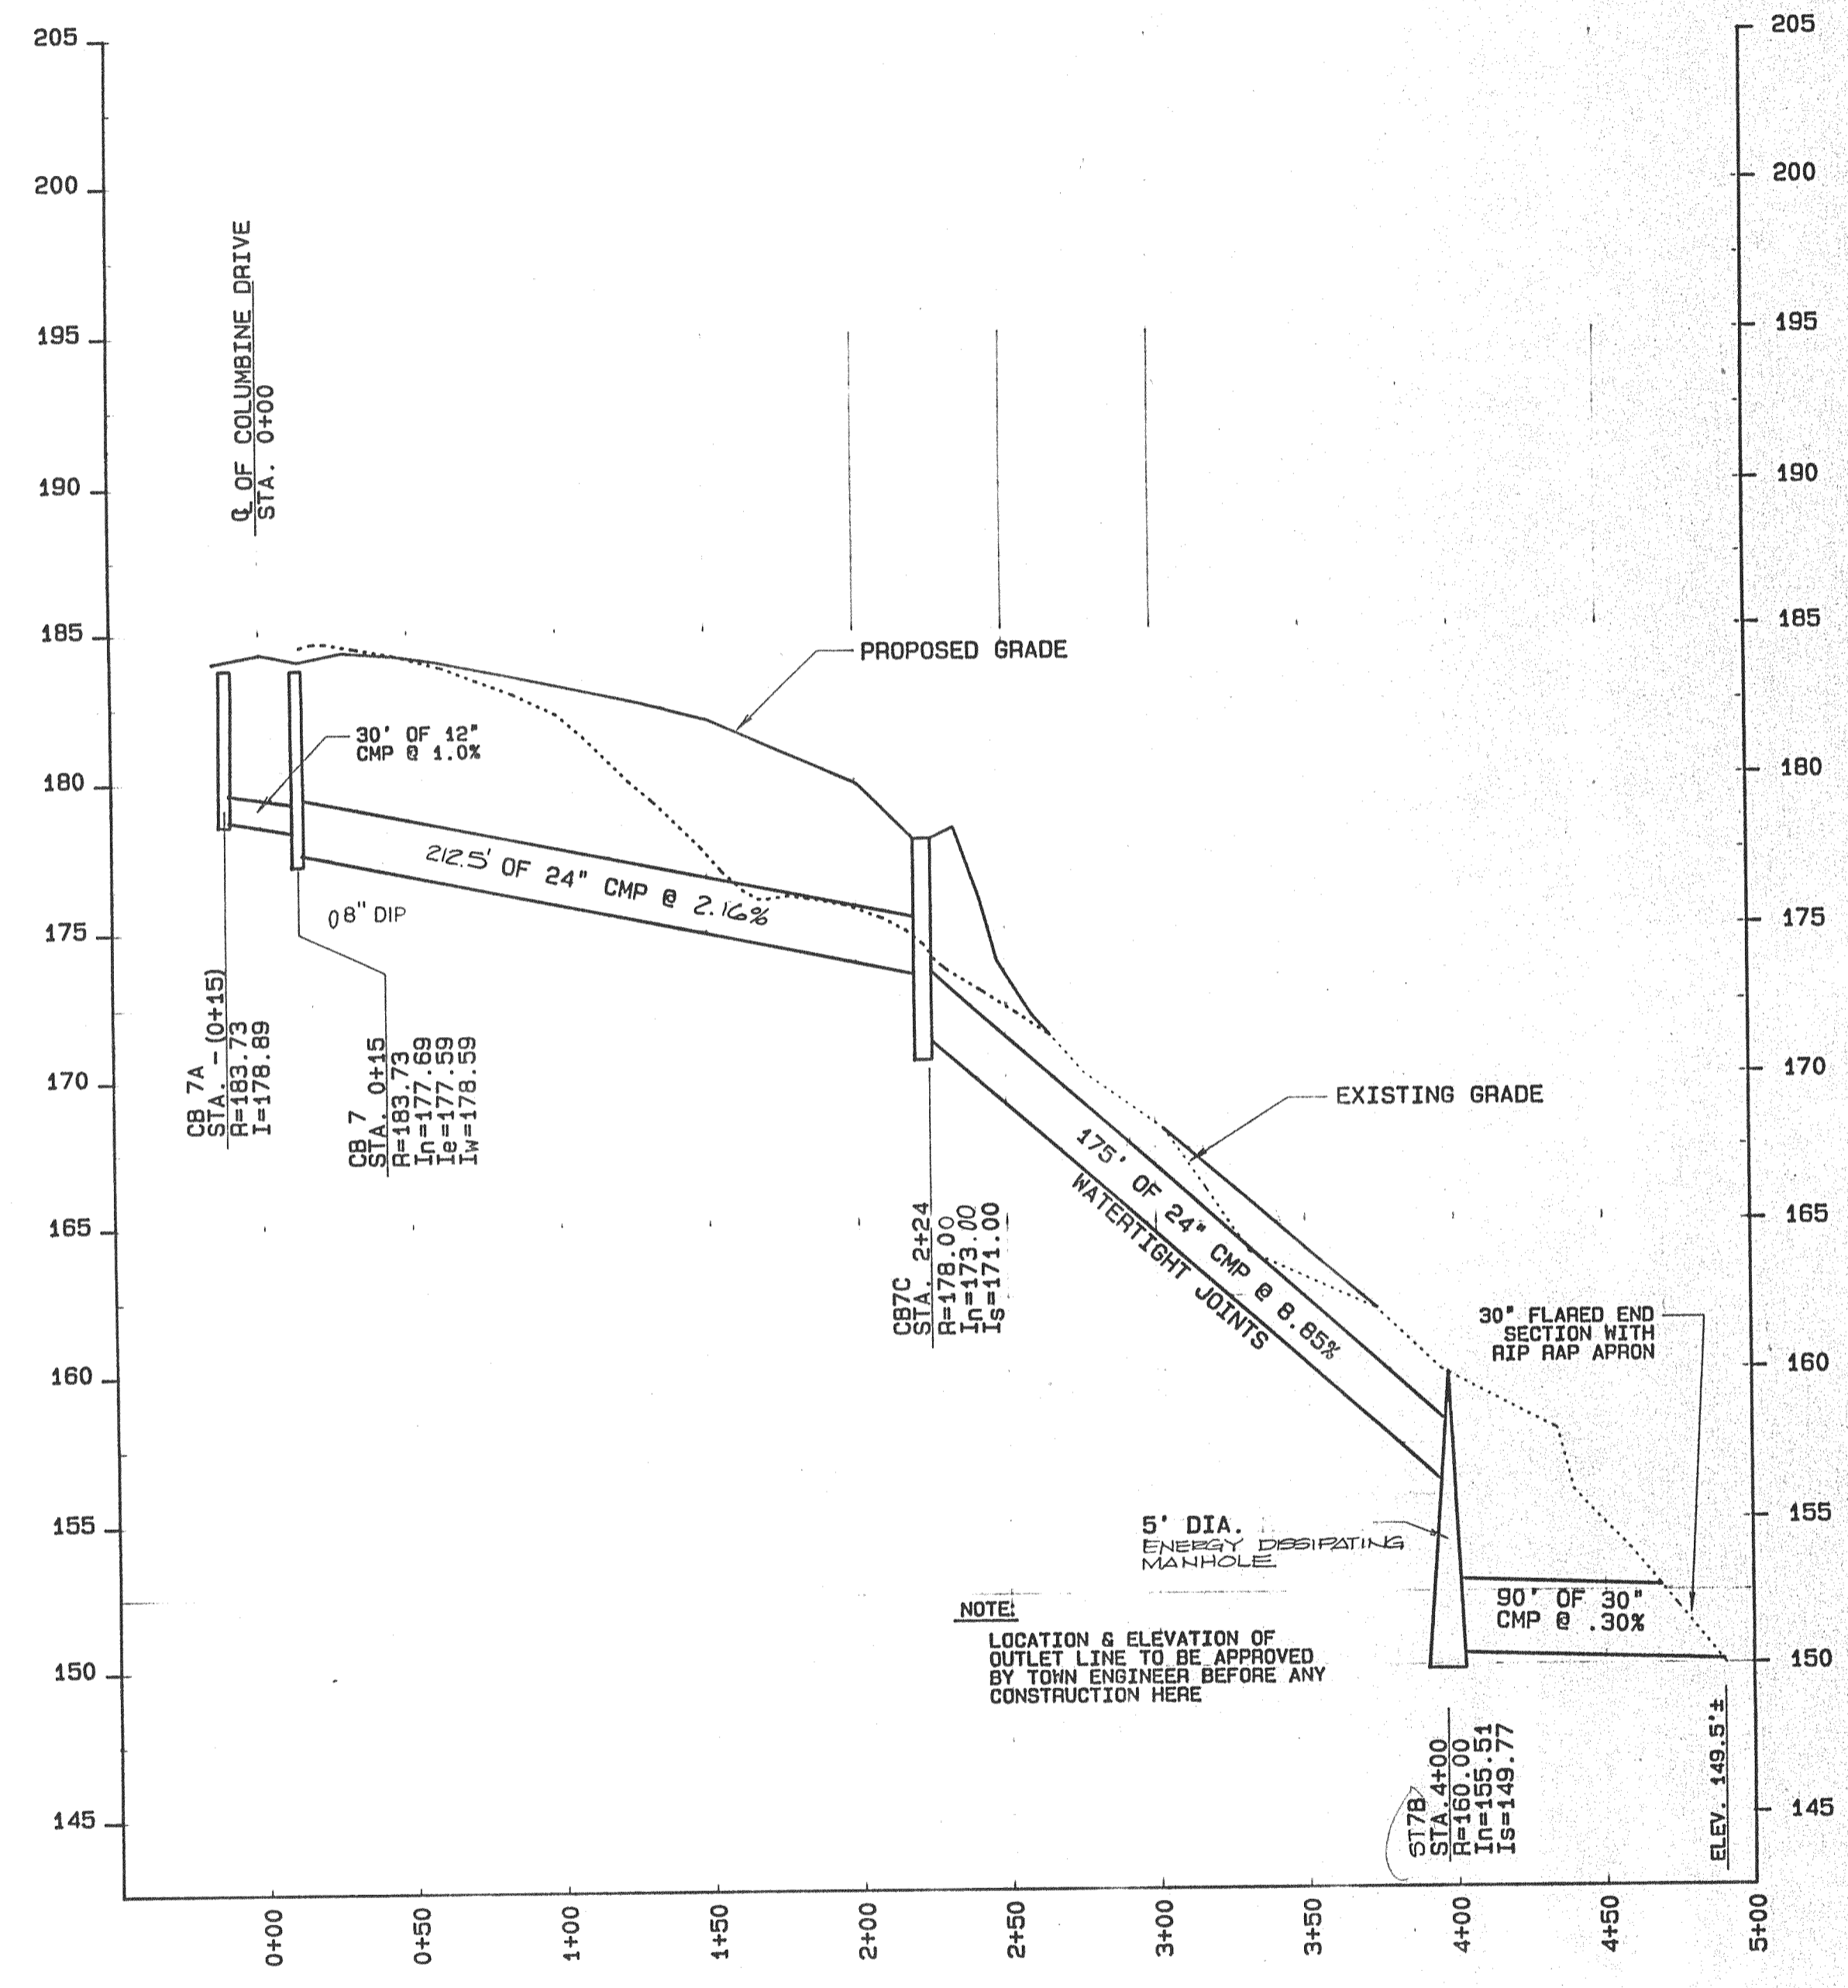 205
200
195
190
185
180
175
170
165
160
155
150
145
205
200
195
190
185
180
175
170
165
160
155
150
145
℄ OF COLUMBINE DRIVE
STA. 0+00
PROPOSED GRADE
30' OF 12"
CMP @ 1.0%
212.5' OF 24" CMP @ 2.16%
8" DIP
CB 7A
STA. -(0+15)
R=183.73
I=178.89
CB 7
STA. 0+15
R=183.73
In=177.69
Ie=177.59
Iw=178.59
CB7C
STA. 2+24
R=178.00
In=173.00
Is=171.00
EXISTING GRADE
175' OF 24" CMP @ 8.85%
WATERTIGHT JOINTS
30" FLARED END
SECTION WITH
RIP RAP APRON
5' DIA.
ENERGY DISSIPATING
MANHOLE
90' OF 30"
CMP @ .30%
NOTE:
LOCATION & ELEVATION OF
OUTLET LINE TO BE APPROVED
BY TOWN ENGINEER BEFORE ANY
CONSTRUCTION HERE
ST7B
STA.4+00
R=160.00
In=155.51
Is=149.77
ELEV. 149.5'±
0+00
0+50
1+00
1+50
2+00
2+50
3+00
3+50
4+00
4+50
5+00